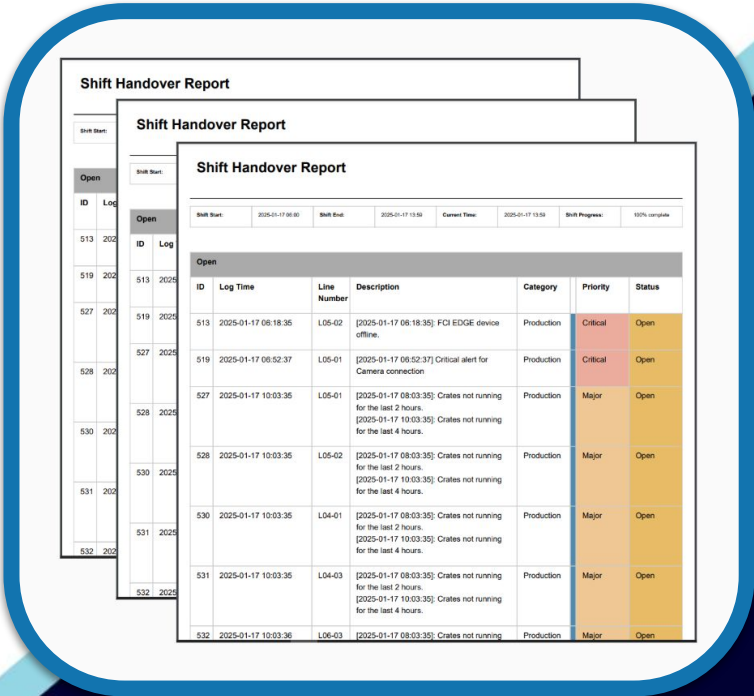 Shift Handover Report
Shift Start:
Open
ID Log
513 202
519 202
527 202
528 202
530 202
531 202
532 202
Shift Handover Report
Shift Start:
Open
ID Log
513 2025
519 2025
527 2025
528 2025
530 2025
531 2025
532 2025
Shift Handover Report
Shift Start: 2025-01-17 06:00 Shift End: 2025-01-17 13:59 Current Time: 2025-01-17 13:59 Shift Progress: 100% complete
Open
ID Log Time Line Description Category Priority Status
Number
513 2025-01-17 06:18:35 L05-02 [2025-01-17 06:18:35]: FCI EDGE device Production Critical Open
offline.
519 2025-01-17 06:52:37 L05-01 [2025-01-17 06:52:37] Critical alert for Production Critical Open
Camera connection
527 2025-01-17 10:03:35 L05-01 [2025-01-17 08:03:35]: Crates not running Production Major Open
for the last 2 hours.
[2025-01-17 10:03:35]: Crates not running
for the last 4 hours.
528 2025-01-17 10:03:35 L05-02 [2025-01-17 08:03:35]: Crates not running Production Major Open
for the last 2 hours.
[2025-01-17 10:03:35]: Crates not running
for the last 4 hours.
530 2025-01-17 10:03:35 L04-01 [2025-01-17 08:03:35]: Crates not running Production Major Open
for the last 2 hours.
[2025-01-17 10:03:35]: Crates not running
for the last 4 hours.
531 2025-01-17 10:03:35 L04-03 [2025-01-17 08:03:35]: Crates not running Production Major Open
for the last 2 hours.
[2025-01-17 10:03:35]: Crates not running
for the last 4 hours.
532 2025-01-17 10:03:36 L06-03 [2025-01-17 08:03:35]: Crates not running Production Major Open